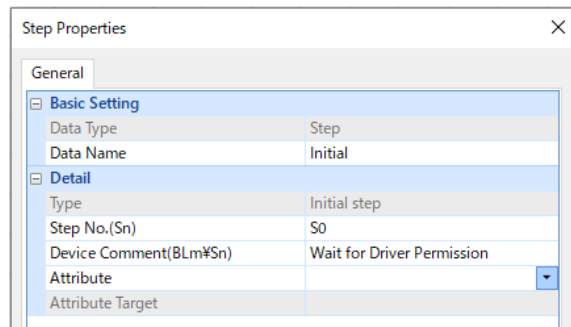 Step Properties
General
Basic Setting
Data Type Step
Data Name Initial
Detail
Type Initial step
Step No.(Sn) S0
Device Comment(BLm¥Sn) Wait for Driver Permission
Attribute
Attribute Target